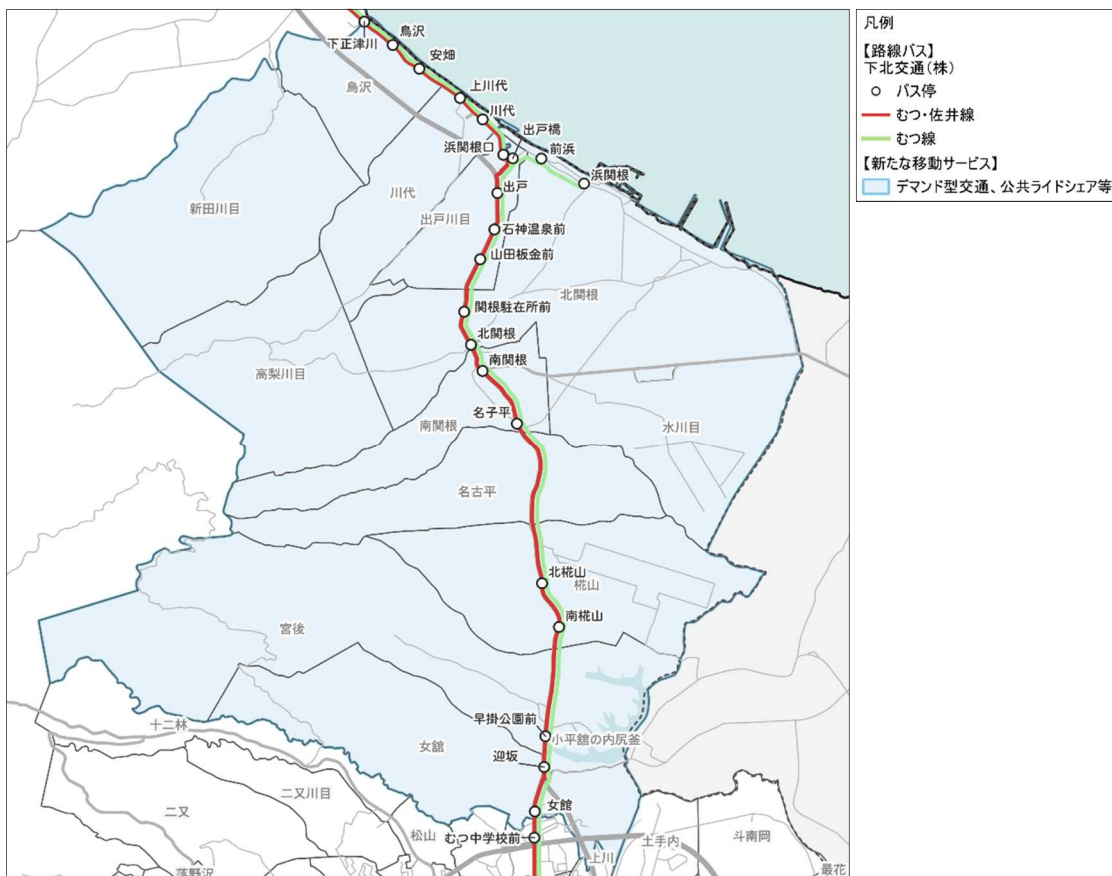 凡例
【路線バス】
下北交通(株)
バス停
むつ・佐井線
むつ線
【新たな移動サービス】
デマンド型交通、公共ライドシェア等
下正津川
鳥沢
安畑
鳥沢
上川代
川代
出戸橋
浜関根口
前浜
浜関根
川代
出戸
新田川目
出戸川目
石神温泉前
山田板金前
北関根
関根駐在所前
北関根
南関根
高梨川目
名子平
南関根
水川目
名古平
北椛山
椛山
南椛山
宮後
十二林
早掛公園前
女舘
小平舘の内尻釜
迎坂
二又川目
二又
女館
松山
むつ中学校前
土手内
斗南岡
上川
落野沢
最花